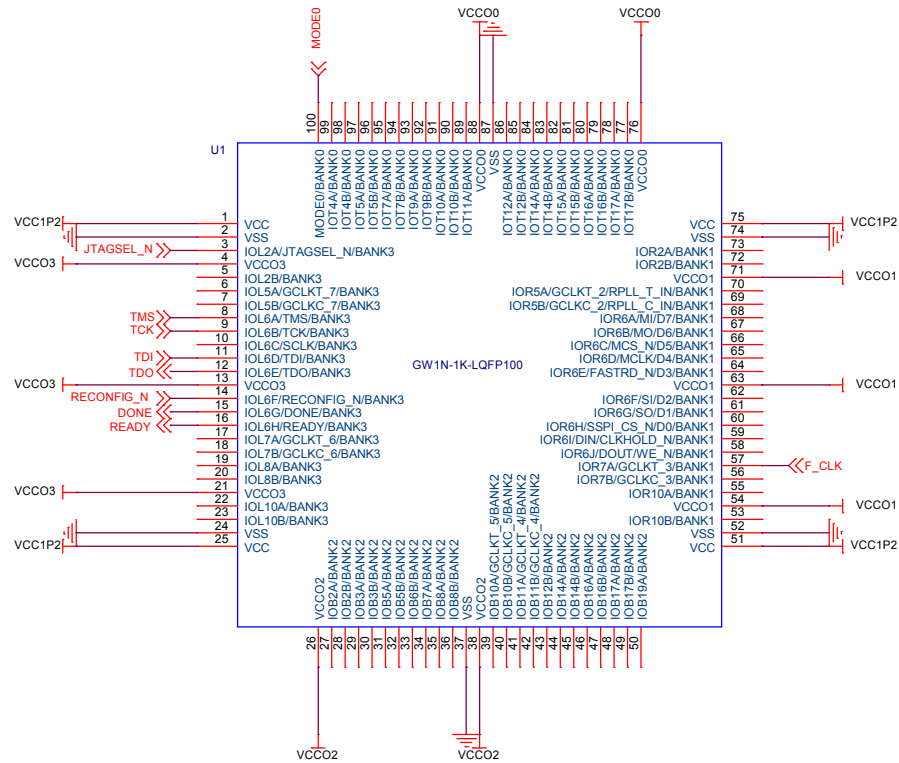 MODE0
VCCO0
VCCO0
100
99
98
97
96
95
94
93
92
91
90
89
88
87
86
85
84
83
82
81
80
79
78
77
76
U1
MODE0/BANK0
IOT4A/BANK0
IOT4B/BANK0
IOT5A/BANK0
IOT5B/BANK0
IOT7A/BANK0
IOT7B/BANK0
IOT9A/BANK0
IOT9B/BANK0
IOT10A/BANK0
IOT10B/BANK0
IOT11A/BANK0
VCCO0
VSS
IOT12A/BANK0
IOT12B/BANK0
IOT14A/BANK0
IOT14B/BANK0
IOT15A/BANK0
IOT15B/BANK0
IOT16A/BANK0
IOT16B/BANK0
IOT17A/BANK0
IOT17B/BANK0
VCCO0
VCC1P2 1 VCC
2 VSS
JTAGSEL_N 3 IOL2A/JTAGSEL_N/BANK3
VCCO3 4 VCCO3
5 IOL2B/BANK3
6 IOL5A/GCLKT_7/BANK3
7 IOL5B/GCLKC_7/BANK3
TMS 8 IOL6A/TMS/BANK3
TCK 9 IOL6B/TCK/BANK3
10 IOL6C/SCLK/BANK3
TDI 11 IOL6D/TDI/BANK3
TDO 12 IOL6E/TDO/BANK3
VCCO3 13 VCCO3
RECONFIG_N 14 IOL6F/RECONFIG_N/BANK3
DONE 15 IOL6G/DONE/BANK3
READY 16 IOL6H/READY/BANK3
17 IOL7A/GCLKT_6/BANK3
18 IOL7B/GCLKC_6/BANK3
19 IOL8A/BANK3
20 IOL8B/BANK3
VCCO3 21 VCCO3
22 IOL10A/BANK3
23 IOL10B/BANK3
24 VSS
VCC1P2 25 VCC
GW1N-1K-LQFP100
VCC 75 VCC1P2
VSS 74
IOR2A/BANK1 73
IOR2B/BANK1 72
VCCO1 71 VCCO1
IOR5A/GCLKT_2/RPLL_T_IN/BANK1 70
IOR5B/GCLKC_2/RPLL_C_IN/BANK1 69
IOR6A/MI/D7/BANK1 68
IOR6B/MO/D6/BANK1 67
IOR6C/MCS_N/D5/BANK1 66
IOR6D/MCLK/D4/BANK1 65
IOR6E/FASTRD_N/D3/BANK1 64
VCCO1 63 VCCO1
IOR6F/SI/D2/BANK1 62
IOR6G/SO/D1/BANK1 61
IOR6H/SSPI_CS_N/D0/BANK1 60
IOR6I/DIN/CLKHOLD_N/BANK1 59
IOR6J/DOUT/WE_N/BANK1 58
IOR7A/GCLKT_3/BANK1 57 F_CLK
IOR7B/GCLKC_3/BANK1 56
IOR10A/BANK1 55
VCCO1 54 VCCO1
IOR10B/BANK1 53
VSS 52
VCC 51 VCC1P2
VCCO2
IOB2A/BANK2
IOB2B/BANK2
IOB3A/BANK2
IOB3B/BANK2
IOB5A/BANK2
IOB5B/BANK2
IOB6B/BANK2
IOB7A/BANK2
IOB8A/BANK2
IOB8B/BANK2
VSS
VCCO2
IOB10A/GCLKT_5/BANK2
IOB10B/GCLKC_5/BANK2
IOB11A/GCLKT_4/BANK2
IOB11B/GCLKC_4/BANK2
IOB12B/BANK2
IOB14A/BANK2
IOB14B/BANK2
IOB16A/BANK2
IOB16B/BANK2
IOB17A/BANK2
IOB17B/BANK2
IOB19A/BANK2
26
27
28
29
30
31
32
33
34
35
36
37
38
39
40
41
42
43
44
45
46
47
48
49
50
VCCO2
VCCO2